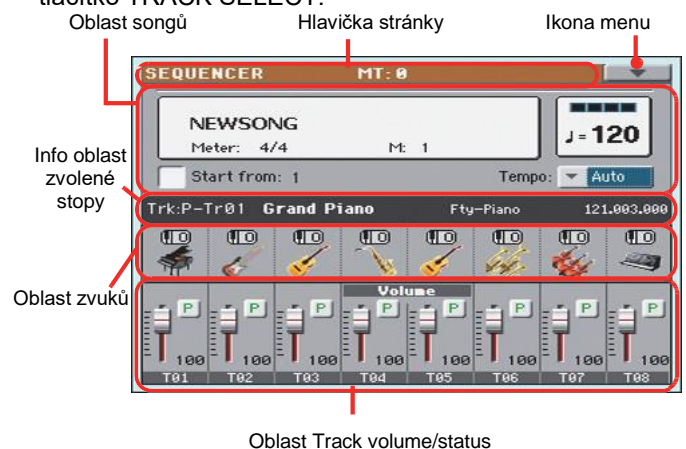 tlačítko TRACK SELECT.
Oblast songů
Hlavička stránky
Ikona menu
SEQUENCER MT: 0
NEWSONG
Meter: 4/4 M: 1
♩=120
Start from: 1 Tempo: Auto
Info oblast
zvolené
stopy
Trk:P-Tr01 Grand Piano Fty-Piano 121.003.000
Oblast zvuků
Volume
P P P P P P P P
100 100 100 100 100 100 100 100
T01 T02 T03 T04 T05 T06 T07 T08
Oblast Track volume/status